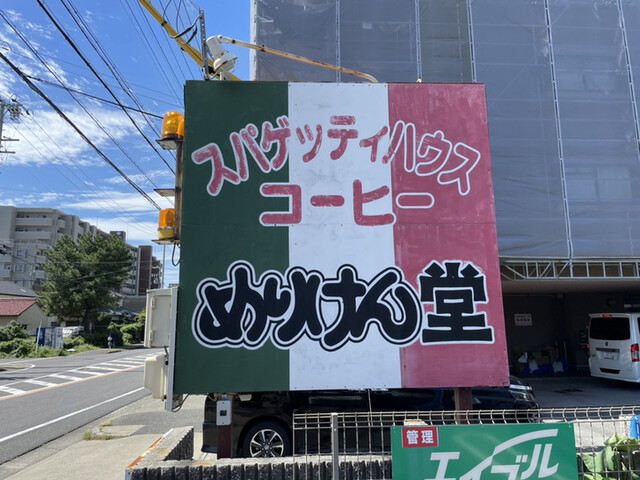 スパゲッティハウス
コーヒー
めりけん堂
管理
エイブル